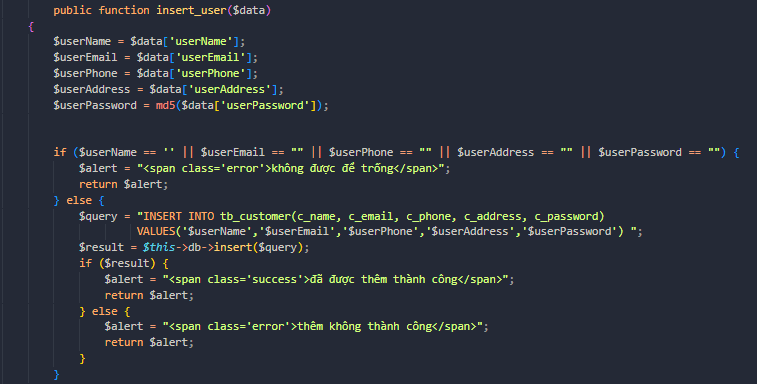 public function insert_user($data)
{
$userName = $data['userName'];
$userEmail = $data['userEmail'];
$userPhone = $data['userPhone'];
$userAddress = $data['userAddress'];
$userPassword = md5($data['userPassword']);
if ($userName == '' || $userEmail == "" || $userPhone == "" || $userAddress == "" || $userPassword == "") {
$alert = "<span class='error'>không được để trống</span>";
return $alert;
} else {
$query = "INSERT INTO tb_customer(c_name, c_email, c_phone, c_address, c_password)
VALUES('$userName','$userEmail','$userPhone','$userAddress','$userPassword') ";
$result = $this->db->insert($query);
if ($result) {
$alert = "<span class='success'>đã được thêm thành công</span>";
return $alert;
} else {
$alert = "<span class='error'>thêm không thành công</span>";
return $alert;
}
}